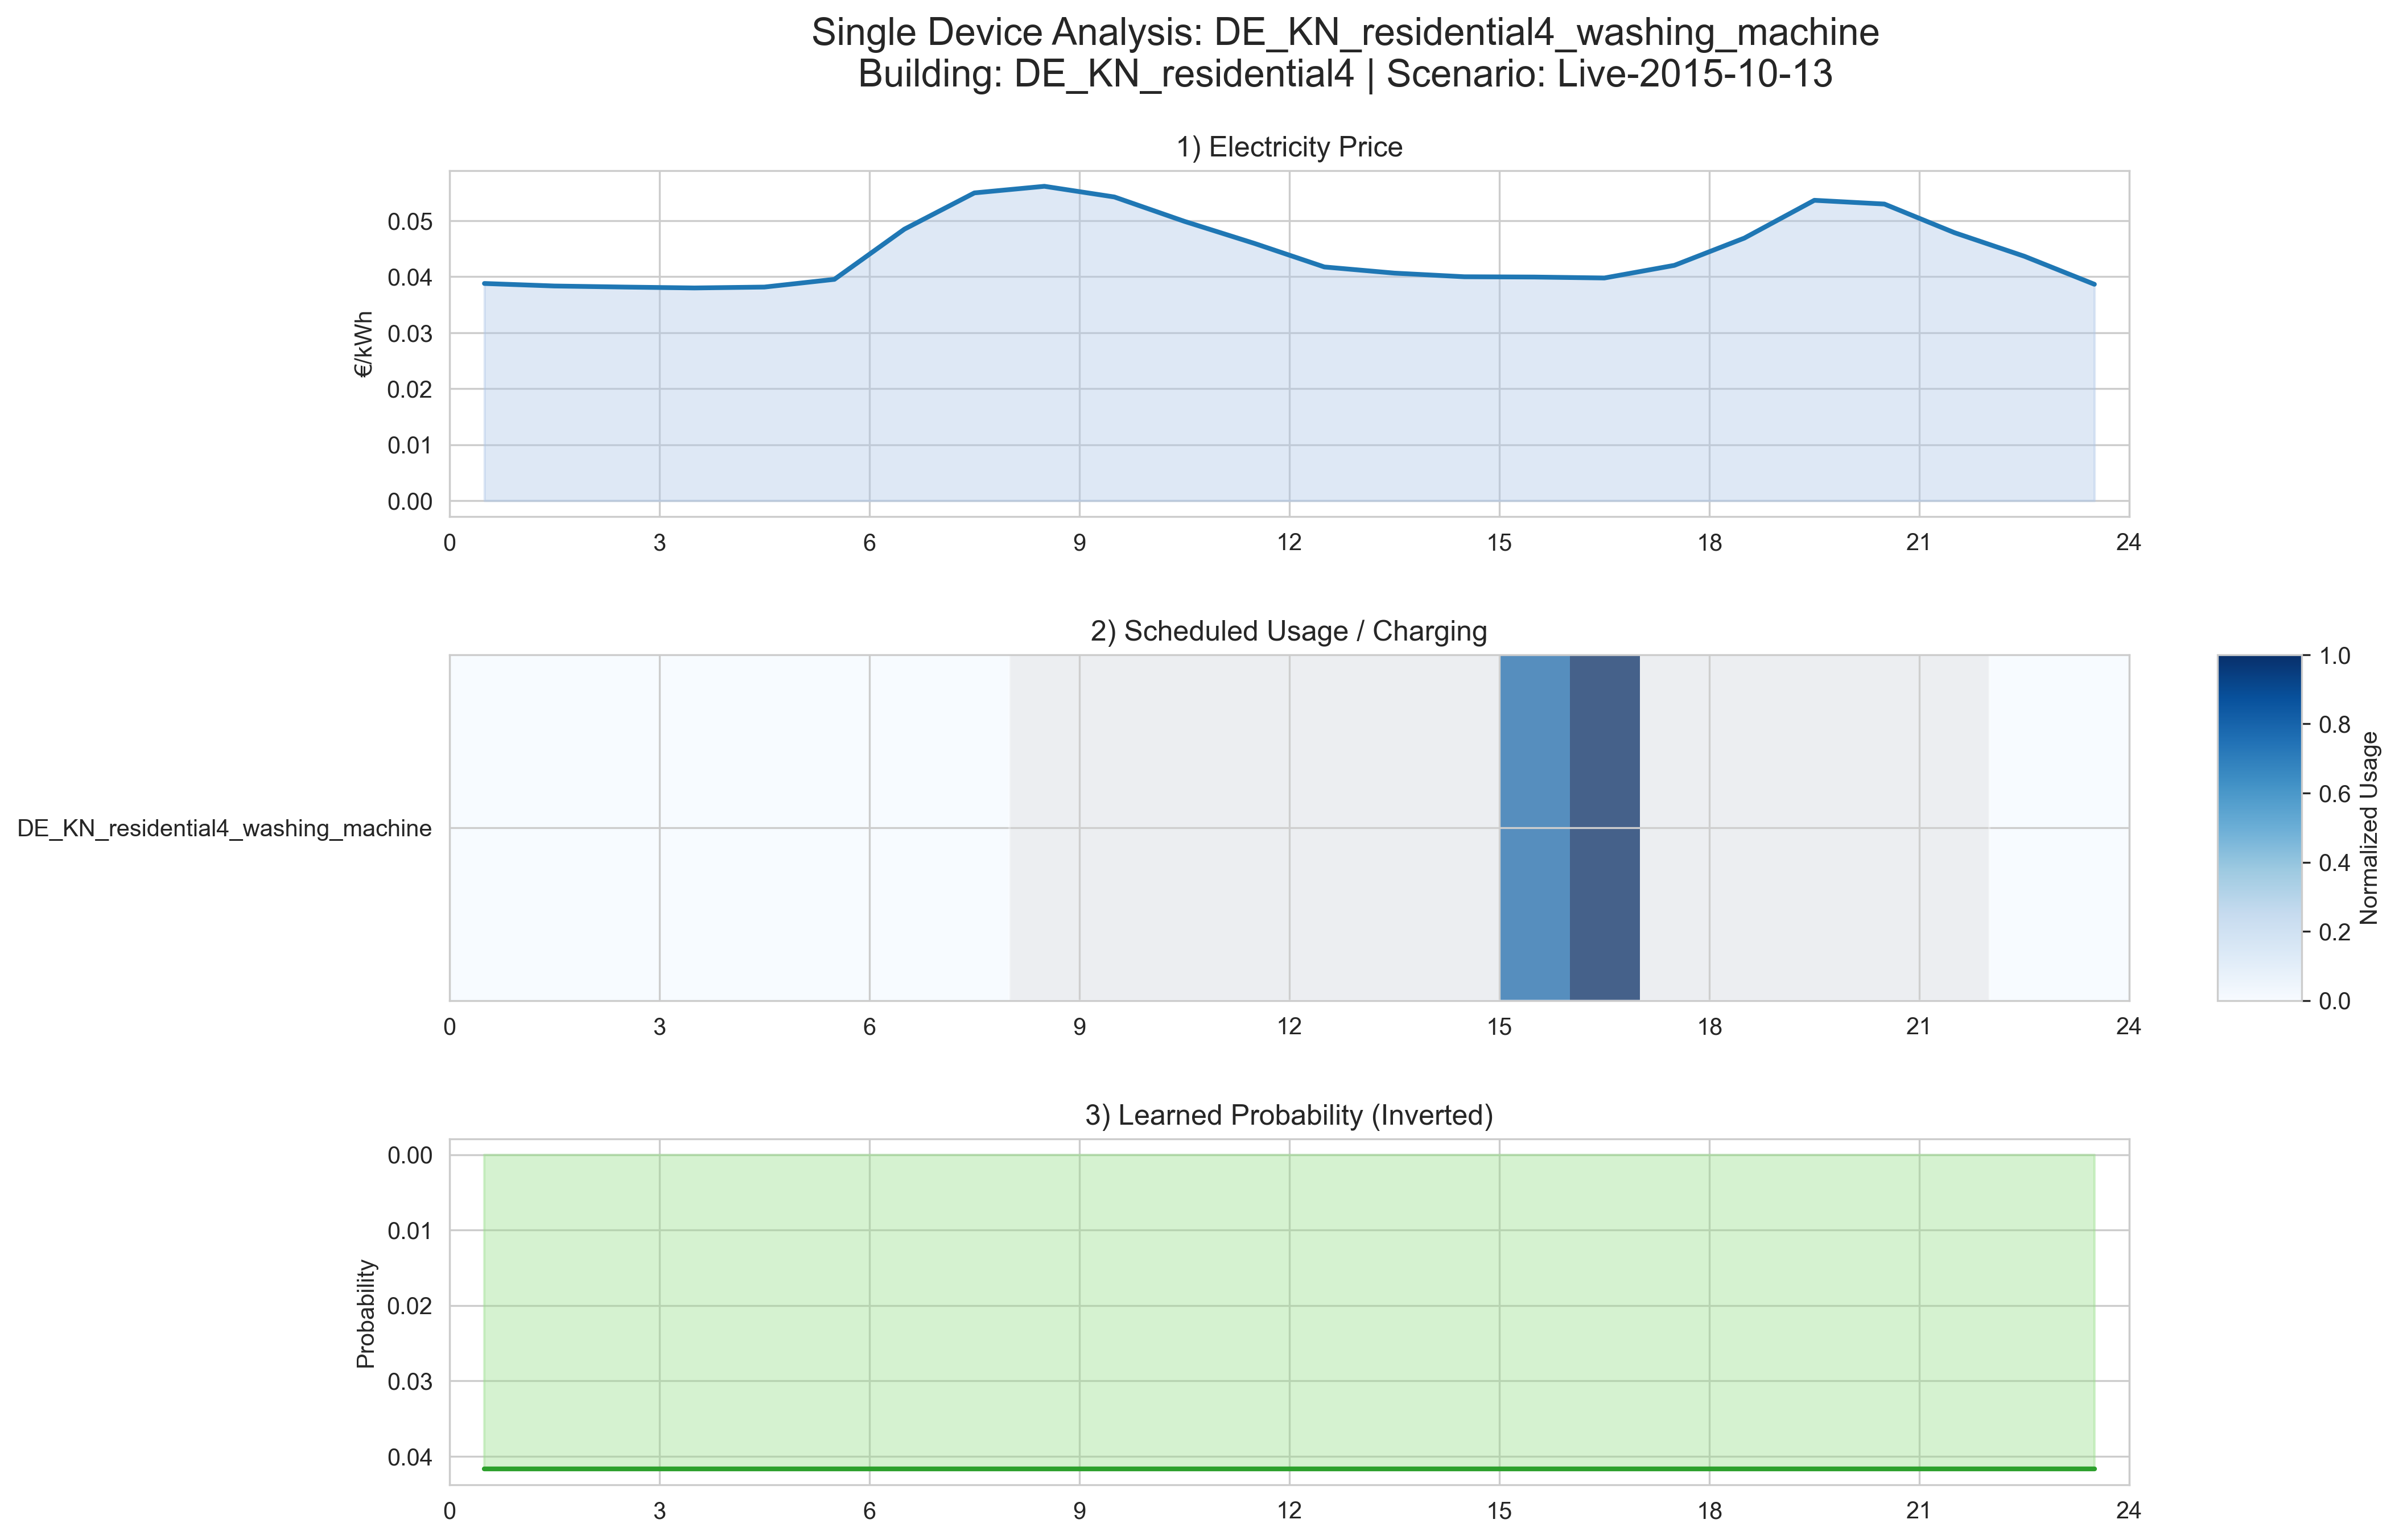 Single Device Analysis: DE_KN_residential4_washing_machine
Building: DE_KN_residential4 | Scenario: Live-2015-10-13
1) Electricity Price
€/kWh
0.05
0.04
0.03
0.02
0.01
0.00
0 3 6 9 12 15 18 21 24
2) Scheduled Usage / Charging
DE_KN_residential4_washing_machine
0 3 6 9 12 15 18 21 24
1.0
0.8
0.6
0.4
0.2
0.0
Normalized Usage
3) Learned Probability (Inverted)
Probability
0.00
0.01
0.02
0.03
0.04
0 3 6 9 12 15 18 21 24